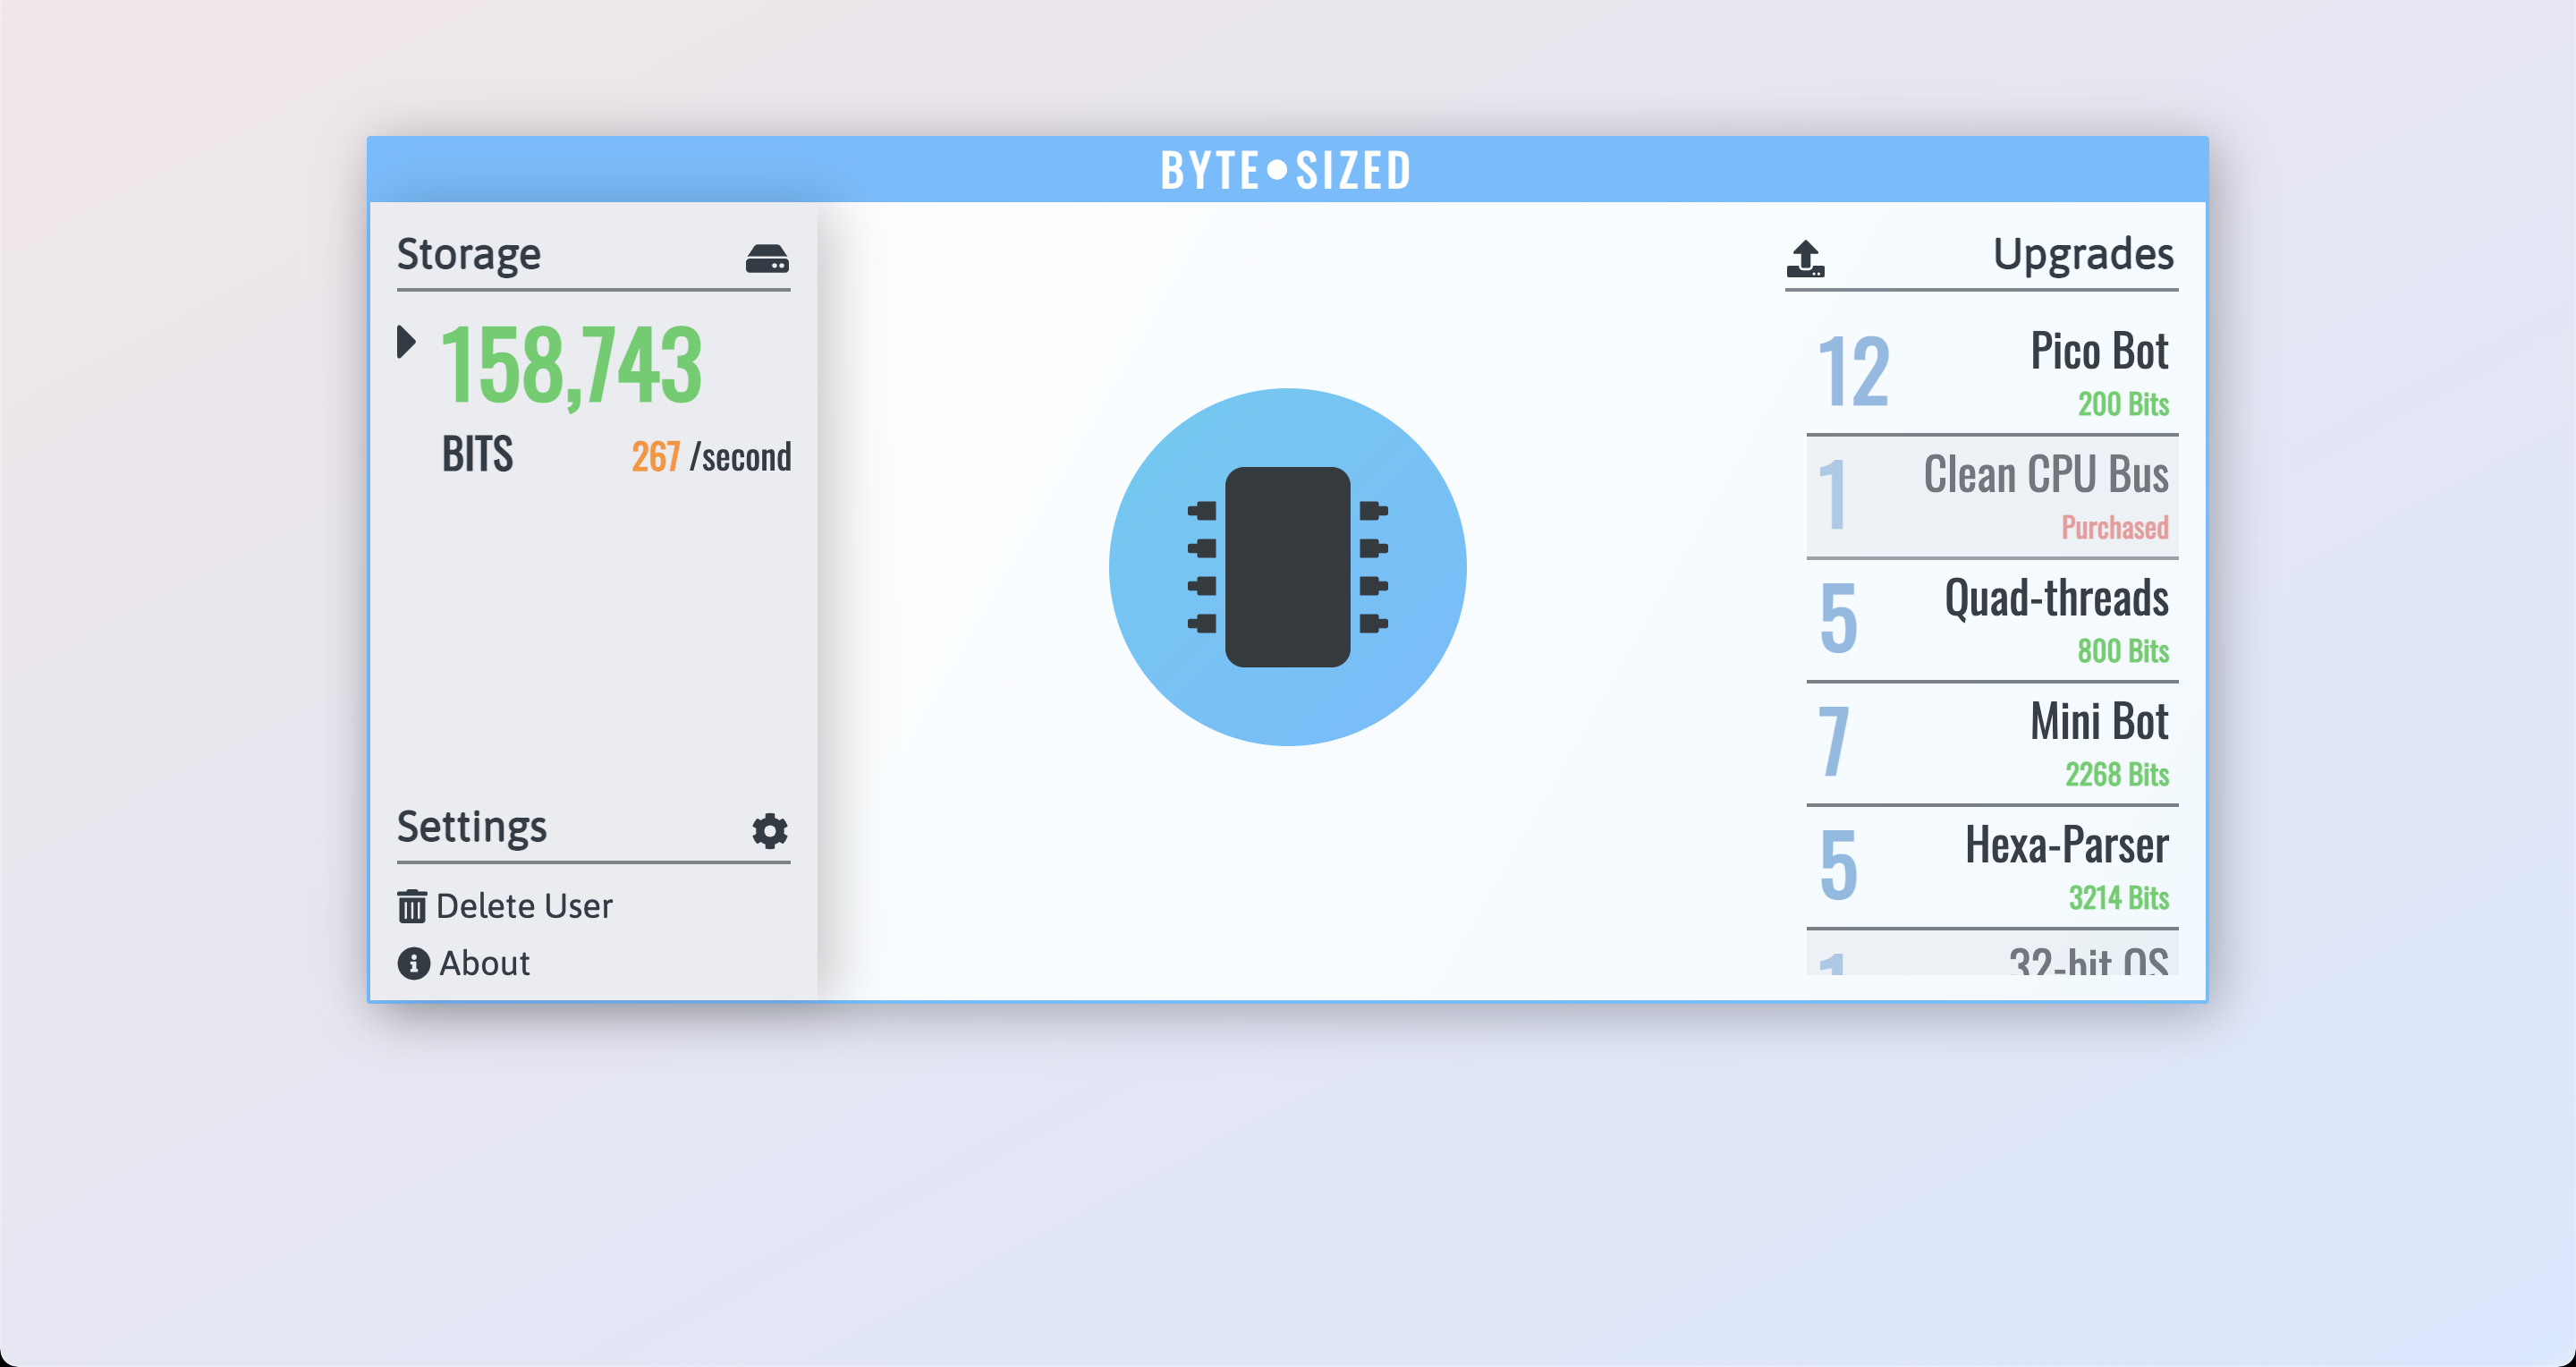 BYTE●SIZED
Storage
158,743
BITS 267 /second
Settings
Delete User
About
Upgrades
12 Pico Bot
200 Bits
1 Clean CPU Bus
Purchased
5 Quad-threads
800 Bits
7 Mini Bot
2268 Bits
5 Hexa-Parser
3214 Bits
1 32-bit OS